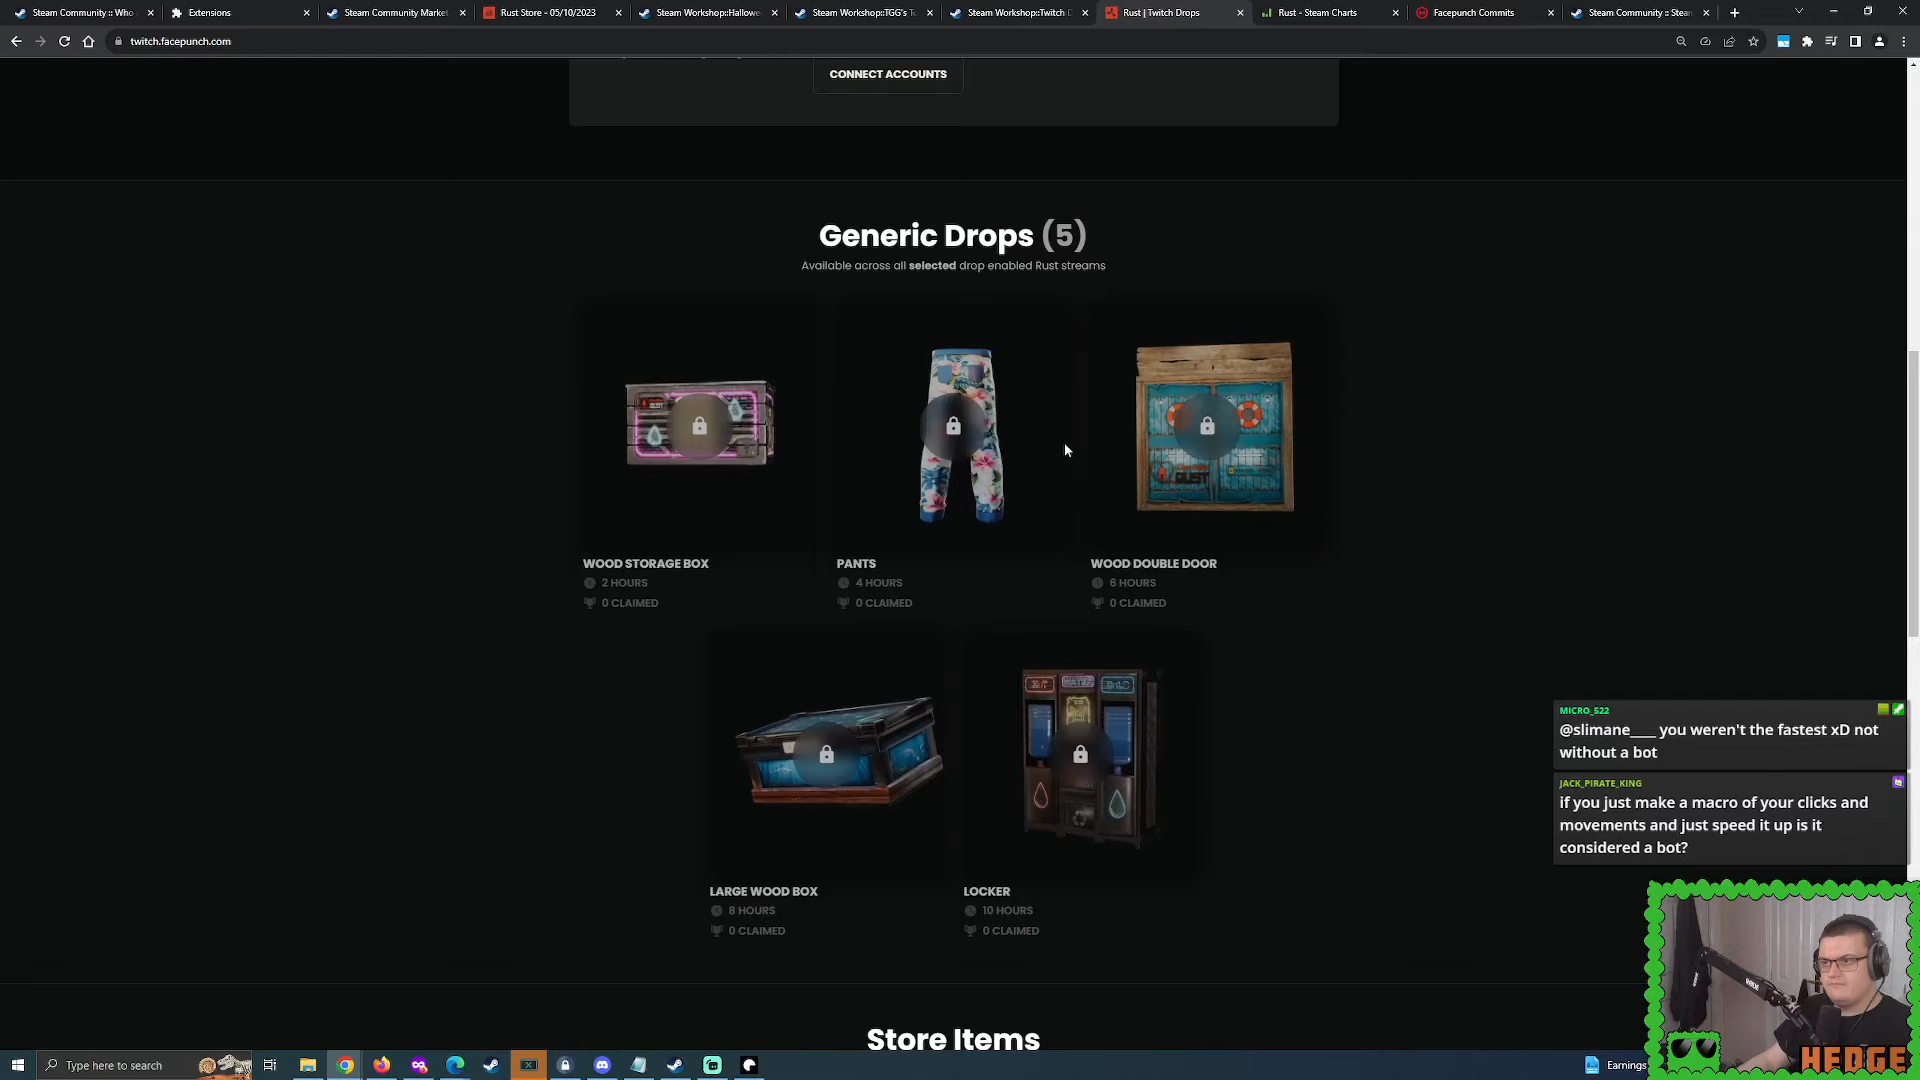 Steam Community :: Who
Extensions
Steam Community Market
Rust Store - 05/10/2023
Steam Workshop::Hallowe
Steam Workshop::TGG's T
Steam Workshop::Twitch D
Rust | Twitch Drops
Rust - Steam Charts
Facepunch Commits
Steam Community :: Steam
twitch.facepunch.com
CONNECT ACCOUNTS
Generic Drops (5)
Available across all selected drop enabled Rust streams
WOOD STORAGE BOX
2 HOURS
0 CLAIMED
PANTS
4 HOURS
0 CLAIMED
WOOD DOUBLE DOOR
6 HOURS
0 CLAIMED
LARGE WOOD BOX
8 HOURS
0 CLAIMED
LOCKER
10 HOURS
0 CLAIMED
Store Items
MICRO_522
@slimane____ you weren't the fastest xD not
without a bot
JACK_PIRATE_KING
if you just make a macro of your clicks and
movements and just speed it up is it
considered a bot?
HEDGE
Type here to search
Earnings